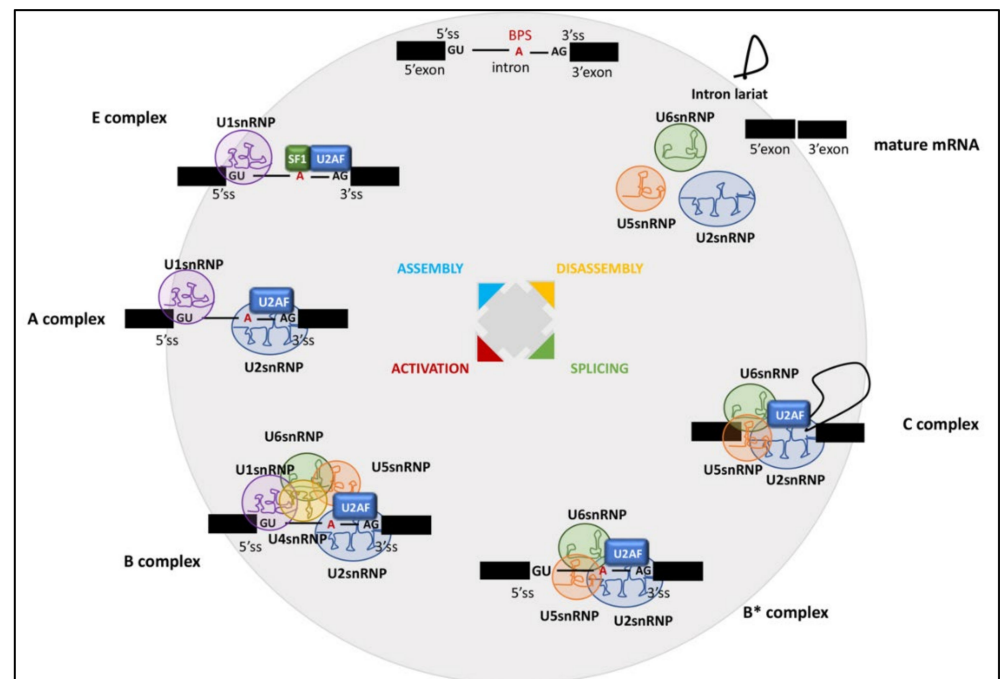 5'ss BPS 3'ss
GU A AG
5'exon intron 3'exon
Intron lariat
U6snRNP
5'exon 3'exon
mature mRNA
U5snRNP
U2snRNP
E complex
U1snRNP
SF1 U2AF
GU A AG
5'ss 3'ss
ASSEMBLY DISASSEMBLY
ACTIVATION SPLICING
A complex
U1snRNP
U2AF
GU A AG
5'ss 3'ss
U2snRNP
U6snRNP
U2AF
C complex
U5snRNP
U2snRNP
B complex
U6snRNP
U1snRNP U5snRNP
U2AF
GU A AG
5'ss U4snRNP 3'ss
U2snRNP
U6snRNP
U2AF
GU A AG
5'ss 3'ss
U5snRNP U2snRNP
B* complex